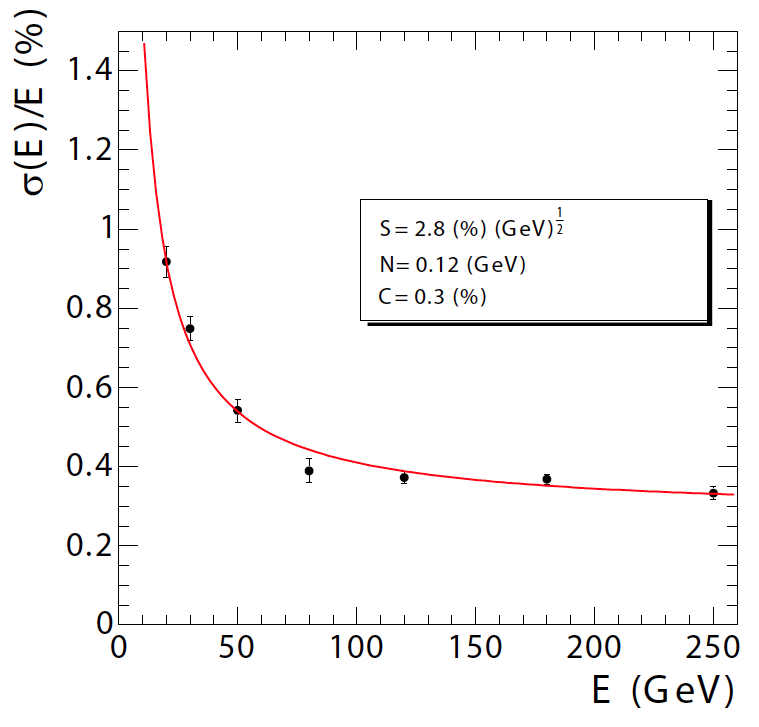 σ(E)/E (%)
1.4
1.2
1
0.8
0.6
0.4
0.2
0
S= 2.8 (%) (GeV)^1/2
N= 0.12 (GeV)
C= 0.3 (%)
0 50 100 150 200 250
E (GeV)